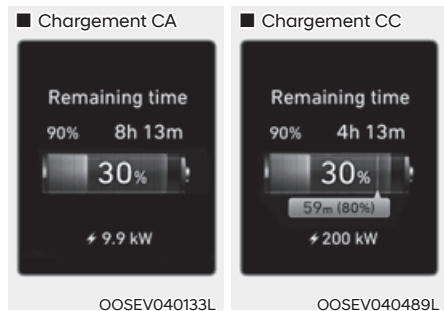 ■ Chargement CA
Remaining time
90% 8h 13m
30%
9.9 kW
OOSEV040133L
■ Chargement CC
Remaining time
90% 4h 13m
30%
59m (80%)
200 kW
OOSEV040489L